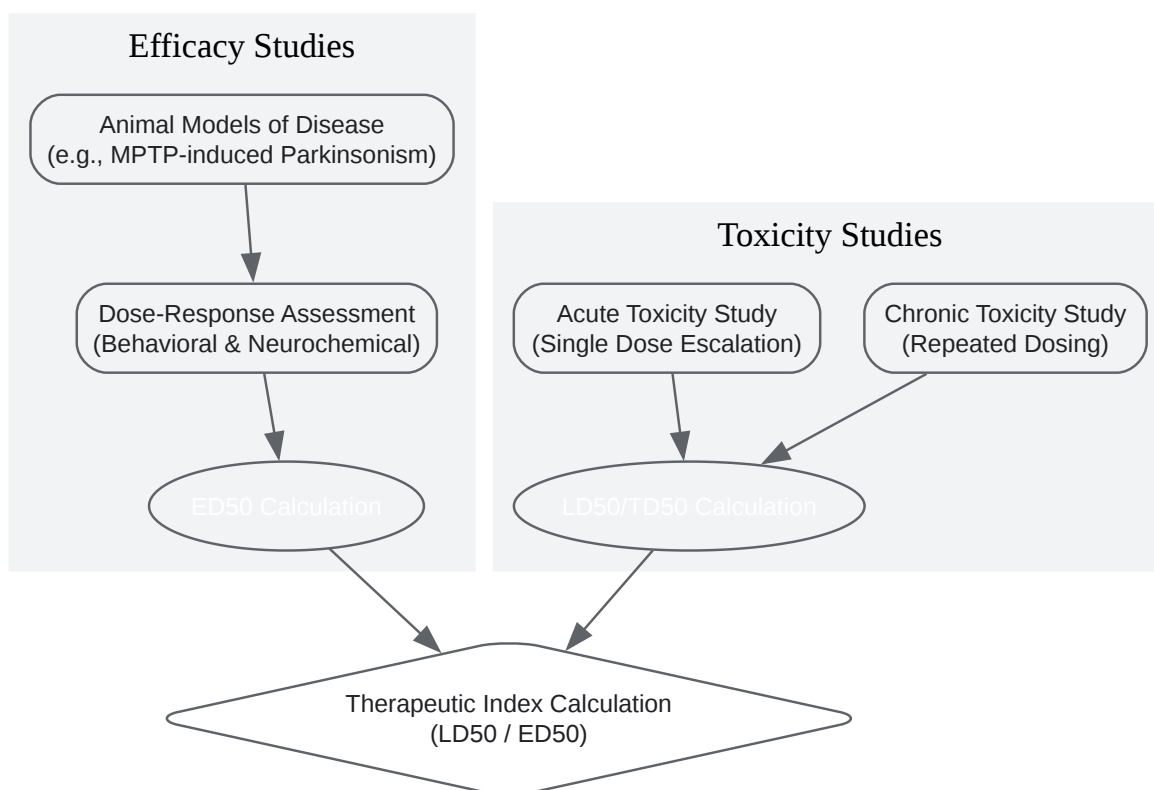 Efficacy Studies
Animal Models of Disease
(e.g., MPTP-induced Parkinsonism)
Dose-Response Assessment
(Behavioral & Neurochemical)
ED50 Calculation
Toxicity Studies
Acute Toxicity Study
(Single Dose Escalation)
Chronic Toxicity Study
(Repeated Dosing)
LD50/TD50 Calculation
Therapeutic Index Calculation
(LD50 / ED50)